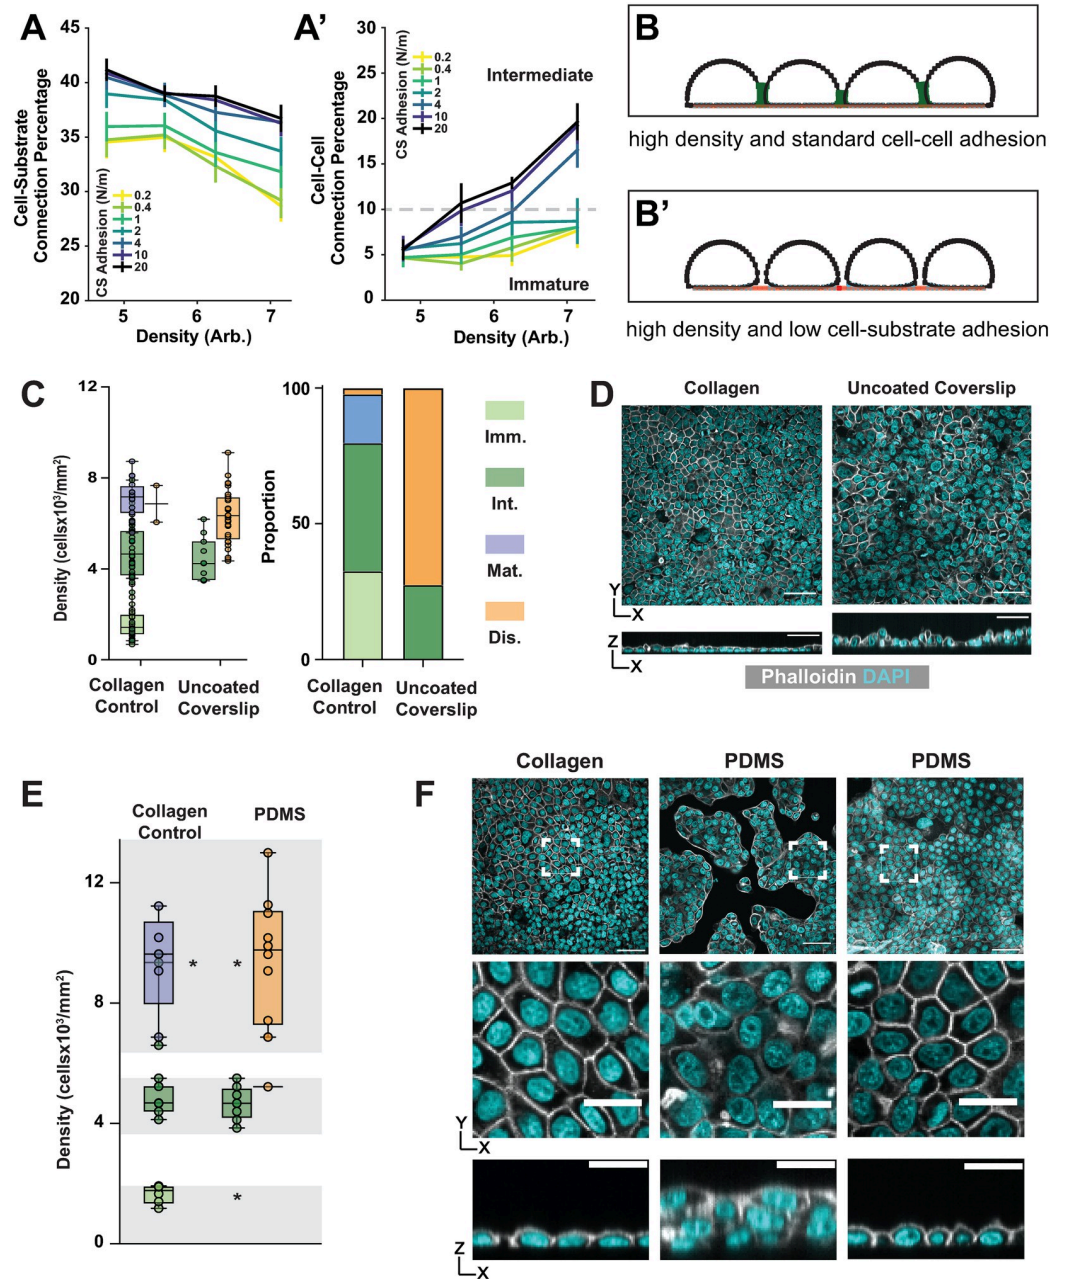 A
45
40
35
30
25
20
Cell-Substrate
Connection Percentage
CS Adhesion (N/m)
0.2
0.4
1
2
4
10
20
5
6
7
Density (Arb.)
A'
30
25
20
15
10
5
0
Cell-Cell
Connection Percentage
CS Adhesion (N/m)
0.2
0.4
1
2
4
10
20
Intermediate
Immature
5
6
7
Density (Arb.)
B
high density and standard cell-cell adhesion
B'
high density and low cell-substrate adhesion
C
12
8
4
0
Density (cellsx10³/mm²)
Collagen
Control
Uncoated
Coverslip
100
50
0
Proportion
Collagen
Control
Uncoated
Coverslip
Imm.
Int.
Mat.
Dis.
D
Collagen
Uncoated Coverslip
Y
X
Z
X
Phalloidin DAPI
E
Collagen
Control
PDMS
12
8
4
0
Density (cellsx10³/mm²)
* *
*
F
Collagen
PDMS
PDMS
Y
X
Z
X